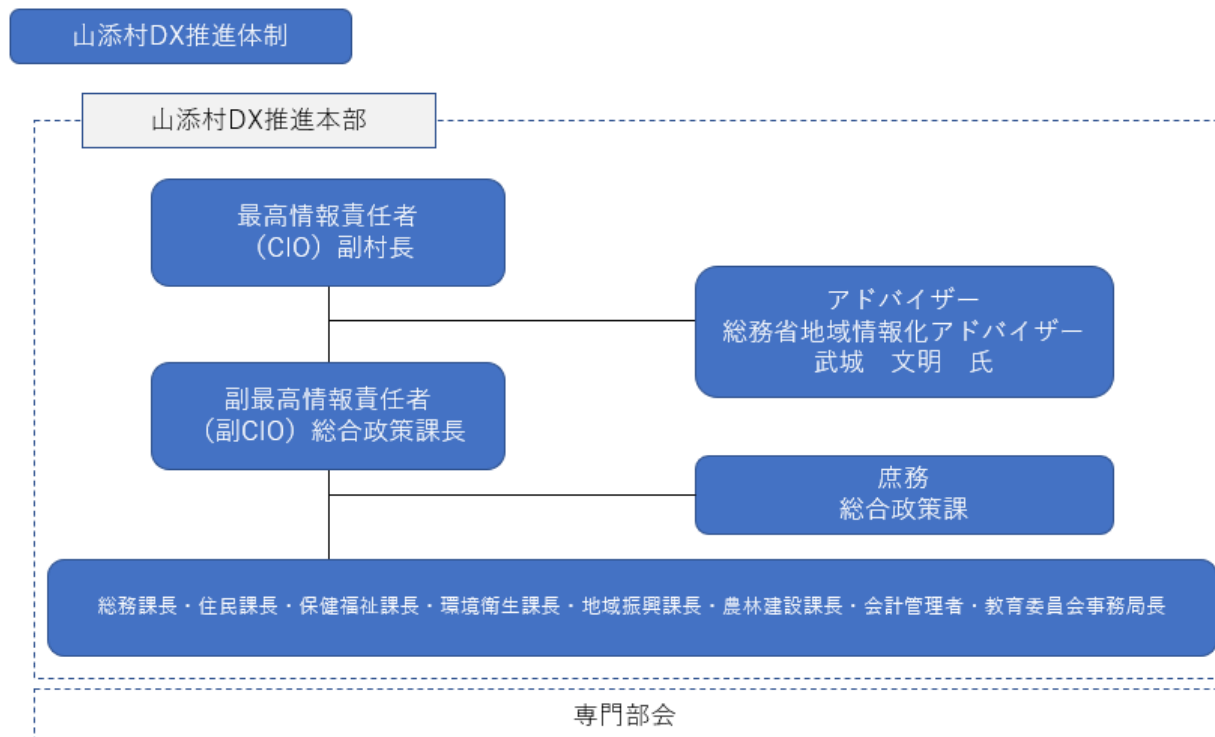 山添村DX推進体制
山添村DX推進本部
最高情報責任者
（CIO）副村長
アドバイザー
総務省地域情報化アドバイザー
武城　文明　氏
副最高情報責任者
（副CIO）総合政策課長
庶務
総合政策課
総務課長・住民課長・保健福祉課長・環境衛生課長・地域振興課長・農林建設課長・会計管理者・教育委員会事務局長
専門部会